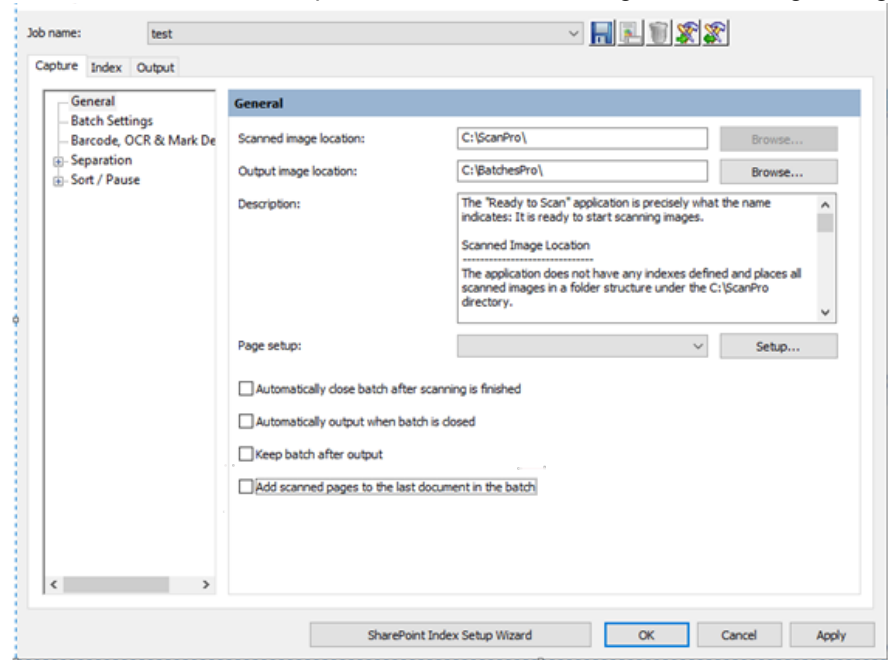 Job name: test
Capture Index Output
General
Batch Settings
Barcode, OCR & Mark De
Separation
Sort / Pause
General
Scanned image location: C:\ScanPro\ Browse...
Output image location: C:\BatchesPro\ Browse...
Description: The "Ready to Scan" application is precisely what the name
indicates: It is ready to start scanning images.
Scanned Image Location
------------------------------
The application does not have any indexes defined and places all
scanned images in a folder structure under the C:\ScanPro
directory.
Page setup: Setup...
Automatically close batch after scanning is finished
Automatically output when batch is closed
Keep batch after output
Add scanned pages to the last document in the batch
SharePoint Index Setup Wizard OK Cancel Apply